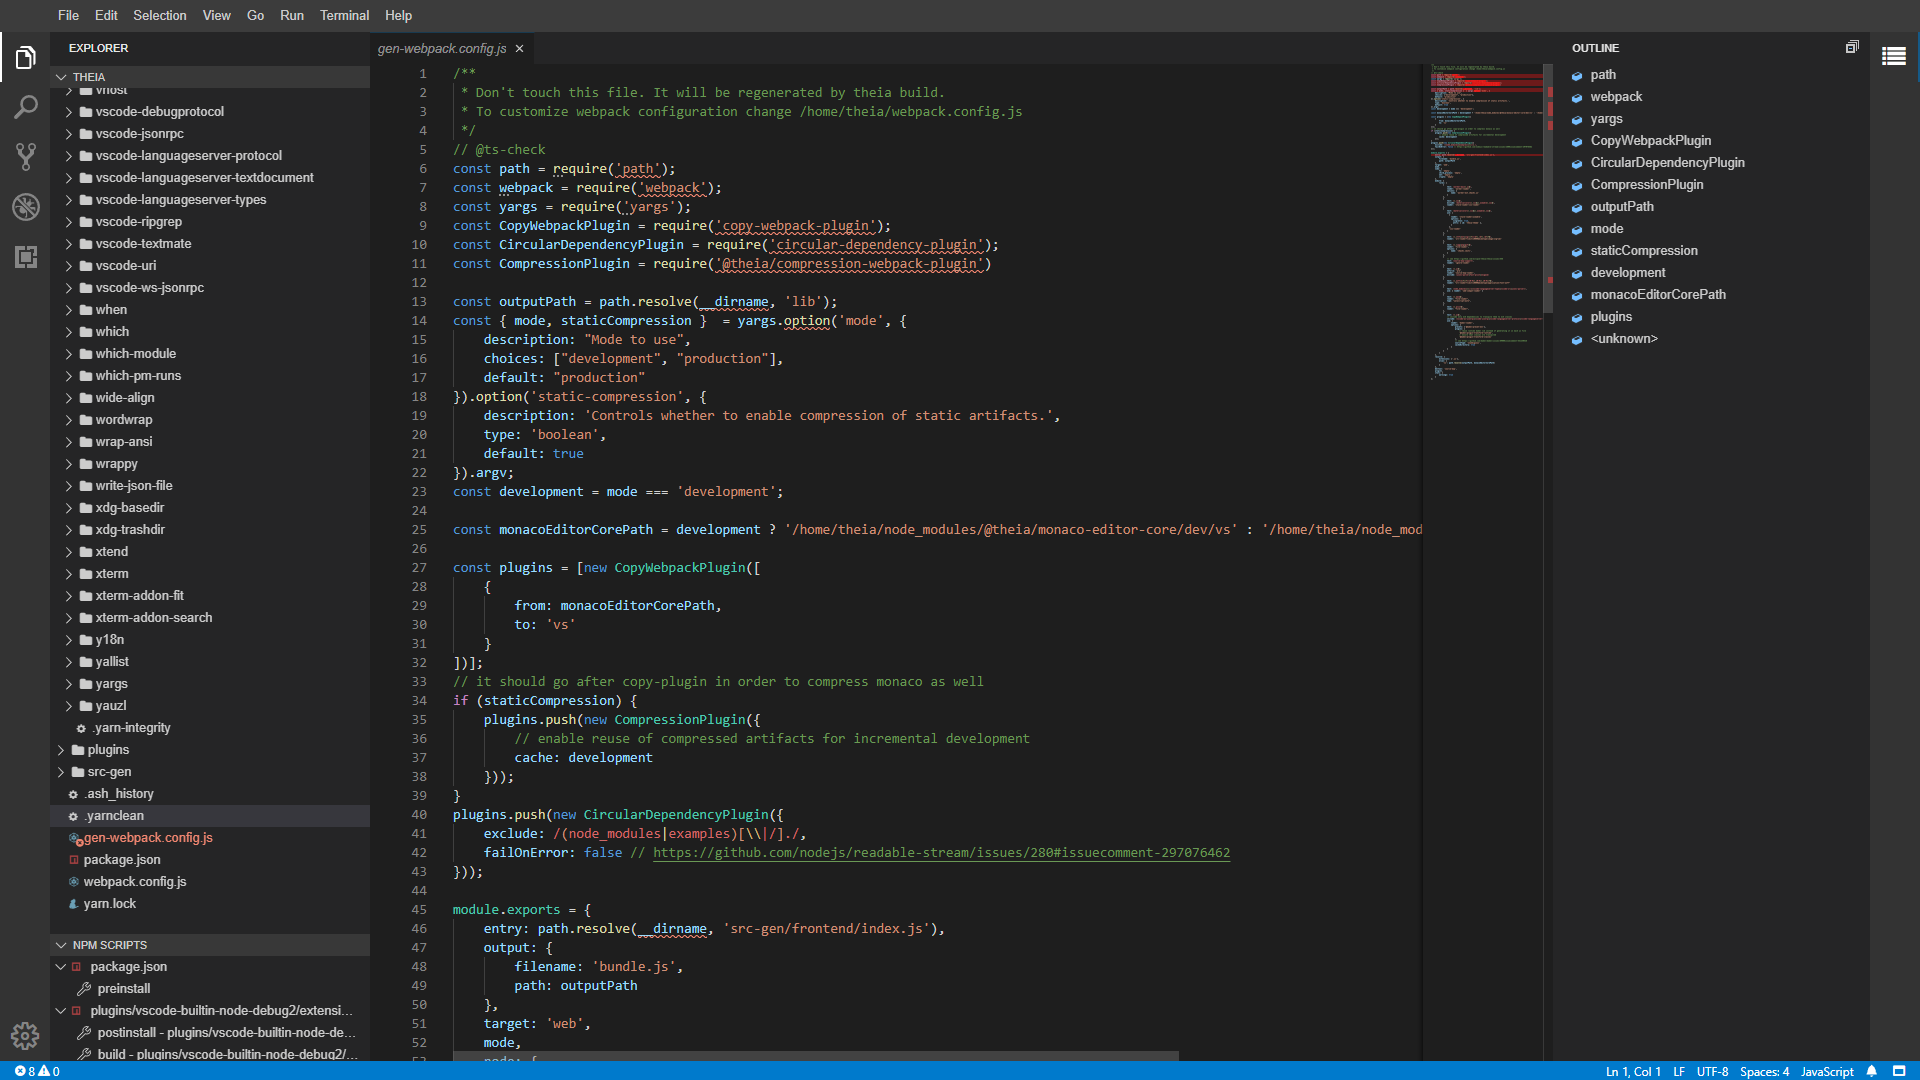 File Edit Selection View Go Run Terminal Help
EXPLORER
THEIA
vhost
vscode-debugprotocol
vscode-jsonrpc
vscode-languageserver-protocol
vscode-languageserver-textdocument
vscode-languageserver-types
vscode-ripgrep
vscode-textmate
vscode-uri
vscode-ws-jsonrpc
when
which
which-module
which-pm-runs
wide-align
wordwrap
wrap-ansi
wrappy
write-json-file
xdg-basedir
xdg-trashdir
xtend
xterm
xterm-addon-fit
xterm-addon-search
y18n
yallist
yargs
yauzl
.yarn-integrity
plugins
src-gen
.ash_history
.yarnclean
gen-webpack.config.js
package.json
webpack.config.js
yarn.lock
NPM SCRIPTS
package.json
preinstall
plugins/vscode-builtin-node-debug2/extensi...
postinstall - plugins/vscode-builtin-node-de...
build - plugins/vscode-builtin-node-debug2/...
gen-webpack.config.js
1 /**
2  * Don't touch this file. It will be regenerated by theia build.
3  * To customize webpack configuration change /home/theia/webpack.config.js
4  */
5 // @ts-check
6 const path = require('path');
7 const webpack = require('webpack');
8 const yargs = require('yargs');
9 const CopyWebpackPlugin = require('copy-webpack-plugin');
10 const CircularDependencyPlugin = require('circular-dependency-plugin');
11 const CompressionPlugin = require('@theia/compression-webpack-plugin')
12
13 const outputPath = path.resolve(__dirname, 'lib');
14 const { mode, staticCompression }  = yargs.option('mode', {
15     description: "Mode to use",
16     choices: ["development", "production"],
17     default: "production"
18 }).option('static-compression', {
19     description: 'Controls whether to enable compression of static artifacts.',
20     type: 'boolean',
21     default: true
22 }).argv;
23 const development = mode === 'development';
24
25 const monacoEditorCorePath = development ? '/home/theia/node_modules/@theia/monaco-editor-core/dev/vs' : '/home/theia/node_mod
26
27 const plugins = [new CopyWebpackPlugin([
28     {
29         from: monacoEditorCorePath,
30         to: 'vs'
31     }
32 ])];
33 // it should go after copy-plugin in order to compress monaco as well
34 if (staticCompression) {
35     plugins.push(new CompressionPlugin({
36         // enable reuse of compressed artifacts for incremental development
37         cache: development
38     }));
39 }
40 plugins.push(new CircularDependencyPlugin({
41     exclude: /(node_modules|examples)[\\|/]./,
42     failOnError: false // https://github.com/nodejs/readable-stream/issues/280#issuecomment-297076462
43 }));
44
45 module.exports = {
46     entry: path.resolve(__dirname, 'src-gen/frontend/index.js'),
47     output: {
48         filename: 'bundle.js',
49         path: outputPath
50     },
51     target: 'web',
52     mode,
53     node: {
OUTLINE
path
webpack
yargs
CopyWebpackPlugin
CircularDependencyPlugin
CompressionPlugin
outputPath
mode
staticCompression
development
monacoEditorCorePath
plugins
<unknown>
8 0
Ln 1, Col 1 LF UTF-8 Spaces: 4 JavaScript